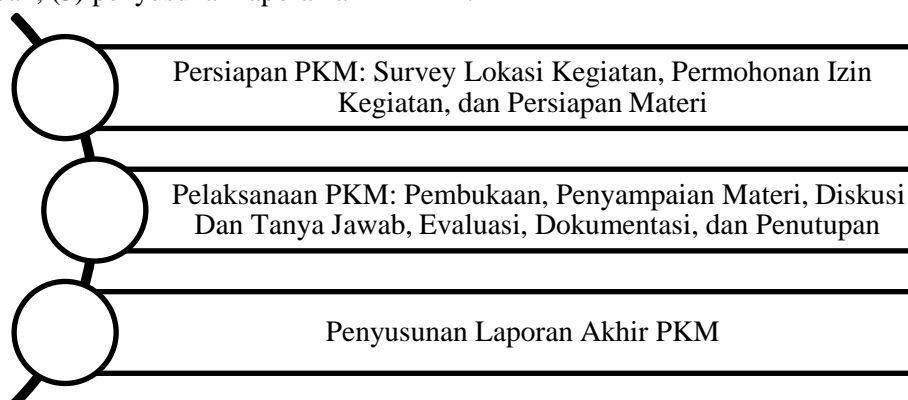 Persiapan PKM: Survey Lokasi Kegiatan, Permohonan Izin
Kegiatan, dan Persiapan Materi
Pelaksanaan PKM: Pembukaan, Penyampaian Materi, Diskusi
Dan Tanya Jawab, Evaluasi, Dokumentasi, dan Penutupan
Penyusunan Laporan Akhir PKM